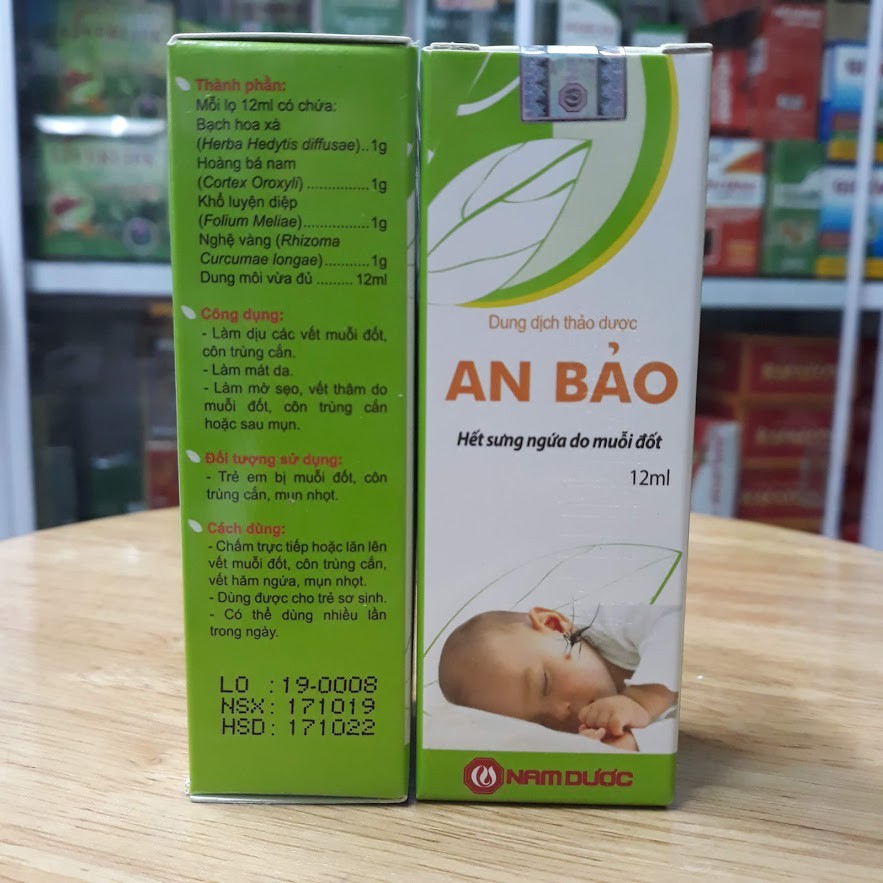 Thành phần:
Mỗi lọ 12ml có chứa:
Bạch hoa xà
(Herba Hedytis diffusae)..1g
Hoàng bá nam
(Cortex Oroxyli)................1g
Khổ luyện diệp
(Folium Meliae).................1g
Nghệ vàng (Rhizoma
Curcumae longae)...........1g
Dung môi vừa đủ ......... 12ml
Công dụng:
- Làm dịu các vết muỗi đốt,
côn trùng cắn.
- Làm mát da.
- Làm mờ sẹo, vết thâm do
muỗi đốt, côn trùng cắn
hoặc sau mụn.
Đối tượng sử dụng:
- Trẻ em bị muỗi đốt, côn
trùng cắn, mụn nhọt.
Cách dùng:
- Chấm trực tiếp hoặc lăn lên
vết muỗi đốt, côn trùng cắn,
vết hăm ngứa, mụn nhọt.
- Dùng được cho trẻ sơ sinh.
- Có thể dùng nhiều lần
trong ngày.
LO : 19-0008
NSX : 171019
HSD : 171022
Dung dịch thảo dược
AN BẢO
Hết sưng ngứa do muỗi đốt
12ml
NAM DƯỢC